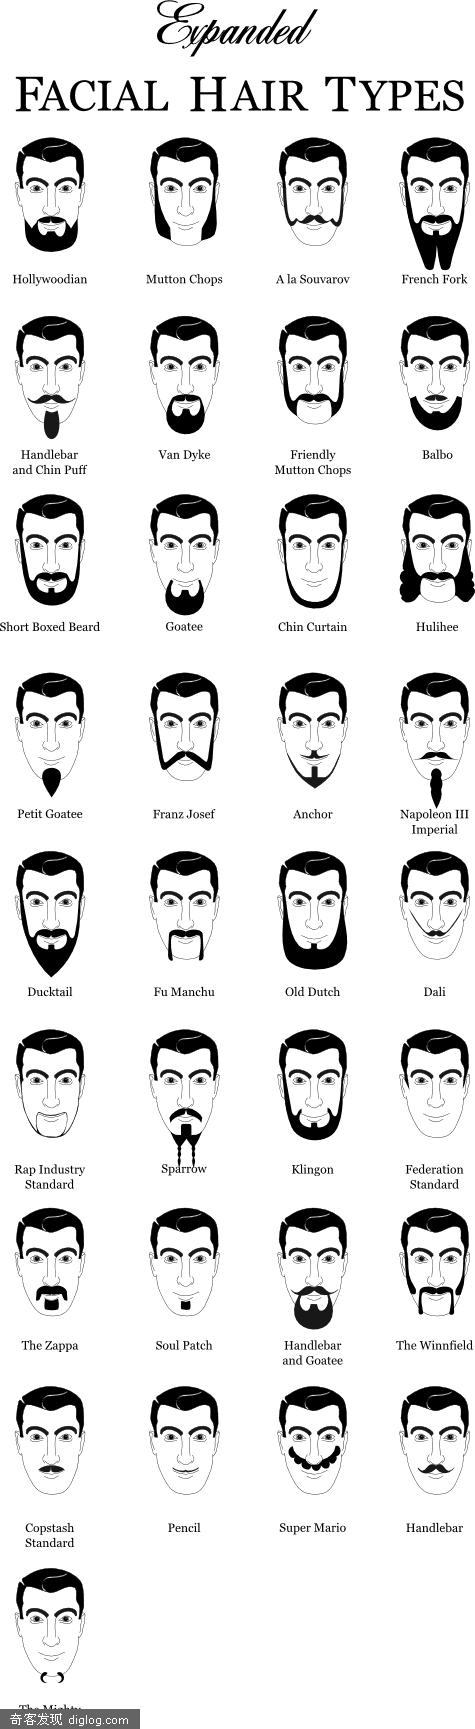 Expanded
FACIAL HAIR TYPES
Hollywoodian
Mutton Chops
A la Souvarov
French Fork
Handlebar
and Chin Puff
Van Dyke
Friendly
Mutton Chops
Balbo
Short Boxed Beard
Goatee
Chin Curtain
Hulihee
Petit Goatee
Franz Josef
Anchor
Napoleon III
Imperial
Ducktail
Fu Manchu
Old Dutch
Dali
Rap Industry
Standard
Sparrow
Klingon
Federation
Standard
The Zappa
Soul Patch
Handlebar
and Goatee
The Winnfield
Copstash
Standard
Pencil
Super Mario
Handlebar
The Mighty
奇客发现 diglog.com